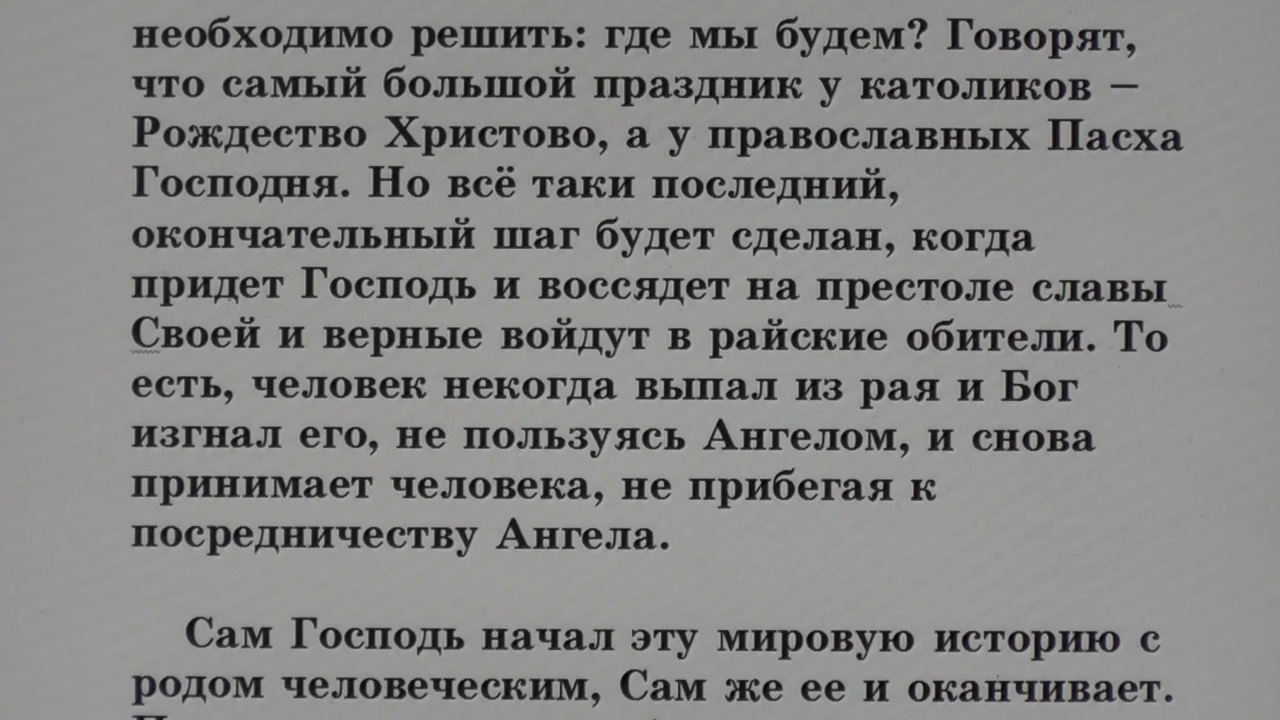 необходимо решить: где мы будем? Говорят,
что самый большой праздник у католиков –
Рождество Христово, а у православных Пасха
Господня. Но всё таки последний,
окончательный шаг будет сделан, когда
придет Господь и воссядет на престоле славы
Своей и верные войдут в райские обители. То
есть, человек некогда выпал из рая и Бог
изгнал его, не пользуясь Ангелом, и снова
принимает человека, не прибегая к
посредничеству Ангела.
Сам Господь начал эту мировую историю с
родом человеческим, Сам же ее и оканчивает.